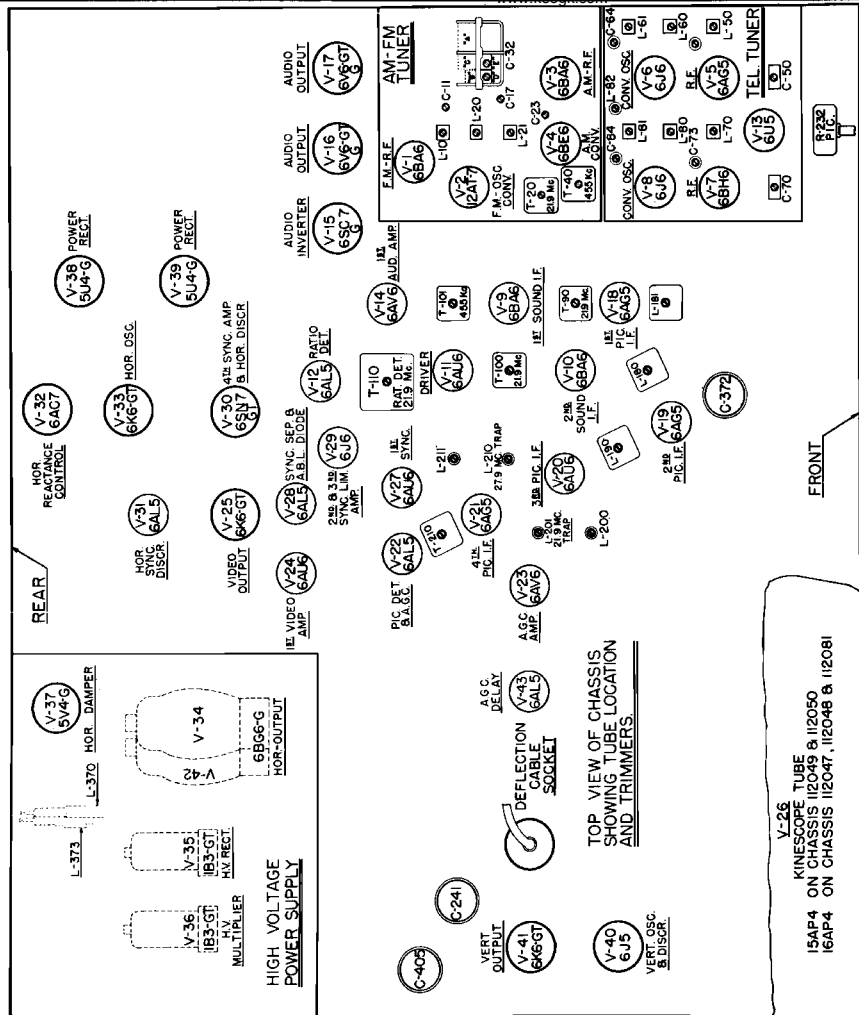 AM-FM
TUNER
"A"
"C"
"D"
"B"
C-32
C-11
L-10
L-20
C-17
L-21
C-23
F.M.-R.F.
V-1
6BA6
V-2
12AT7
F.M.-OSC
CONV.
V-3
6BA6
A.M.-R.F.
V-4
6BE6
A.M.
CONV.
T-20
21.9 Mc
T-40
455 Kc
TEL. TUNER
C-64
L-61
L-60
L-50
L-82
CONV. OSC.
V-6
6J6
R.F.
V-5
6AG5
C-50
C-84
L-81
L-80
L-70
C-73
CONV. OSC.
V-8
6J6
R.F.
V-7
6BH6
V-13
6U5
C-70
R-232
PIC.
AUDIO
OUTPUT
V-17
6V6-GT
G
AUDIO
OUTPUT
V-16
6V6-GT
G
AUDIO
INVERTER
V-15
6SC7
GT
POWER
RECT.
V-38
5U4-G
POWER
RECT.
V-39
5U4-G
1ST.
AUD. AMP.
V-14
6AV6
T-101
455Kc
V-9
6BA6
1ST SOUND I.F.
T-90
21.9 Mc.
V-18
6AG5
1ST.
PIC.
I.F.
L-181
V-32
6AC7
HOR.
REACTANCE
CONTROL
V-33
6K6-GT
HOR. OSC.
4TH SYNC. AMP.
& HOR. DISCR.
V-30
6SN7
GT
RATIO
DET.
V-12
6AL5
T-110
RAT. DET.
21.9 Mc.
DRIVER
V-11
6AU6
T-100
21.9 Mc.
V-10
6BA6
2ND.
SOUND
I.F.
L-180
C-372
V-31
6AL5
HOR.
SYNC.
DISCR.
V-25
6K6-GT
VIDEO
OUTPUT
SYNC. SEP. &
A.B.L. DIODE
V-28
6AL5
V-29
6J6
2ND. & 3RD.
SYNC. LIM.
AMP.
1ST. SYNC.
V-27
6AU6
L-211
L-210
27.9 MC. TRAP
L-190
V-19
6AG5
2ND
PIC. I.F.
3RD PIC. I.F.
V-20
6AU6
V-24
6AU6
1ST. VIDEO
AMP.
V-22
6AL5
PIC. DET.
& A.G.C.
T-210
V-21
6AG5
4TH.
PIC. I.F.
L-201
21.9 MC.
TRAP
L-200
V-23
6AV6
A.G.C
AMP.
A.G.C.
DELAY
V-43
6AL5
DEFLECTION
CABLE
SOCKET
REAR
FRONT
V-37
5V4-G
HOR. DAMPER
L-370
L-373
V-34
V-42
6BG6-G
HOR-OUTPUT
V-35
1B3-GT
H.V. RECT.
V-36
1B3-GT
H.V.
MULTIPLIER
HIGH VOLTAGE
POWER SUPPLY
C-241
C-405
VERT
OUTPUT
V-41
6K6-GT
V-40
6J5
VERT. OSC.
& DISCR.
TOP VIEW OF CHASSIS
SHOWING TUBE LOCATION
AND TRIMMERS.
V-26
KINESCOPE TUBE
15AP4 ON CHASSIS 112049 & 112050
16AP4 ON CHASSIS 112047, 112048 & 112081